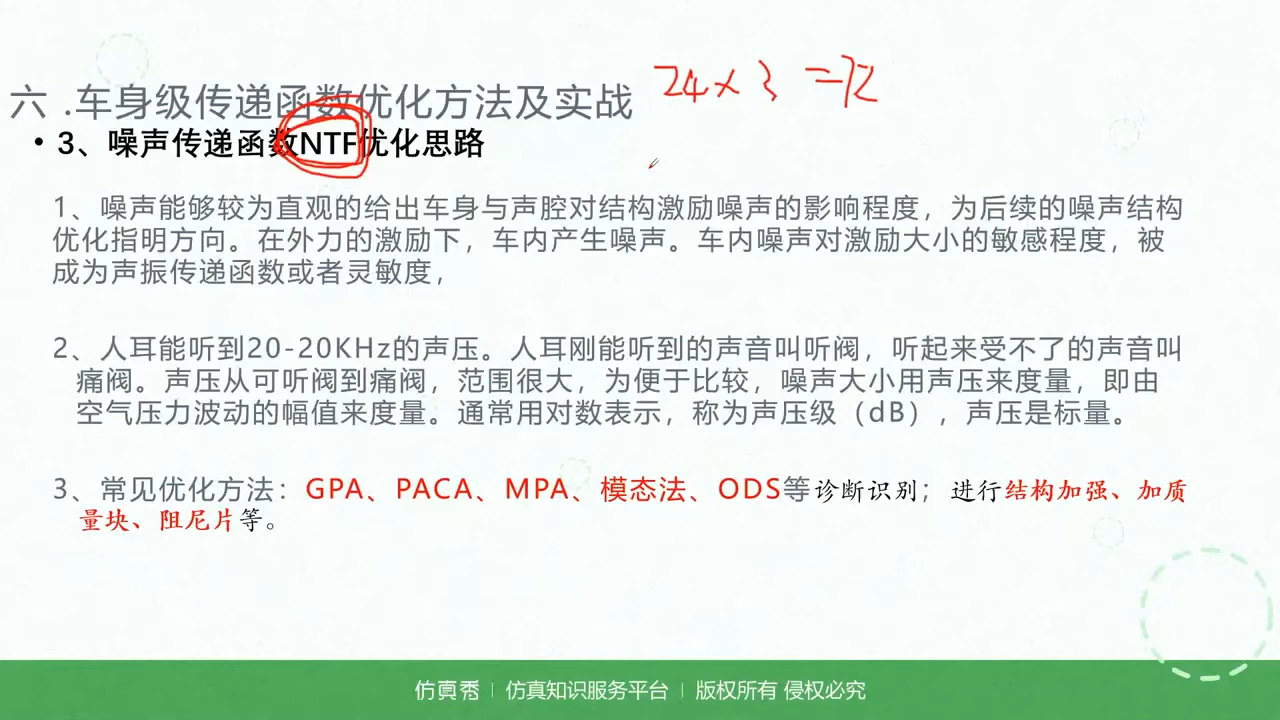 六 .车身级传递函数优化方法及实战
24×3=72
• 3、噪声传递函数NTF优化思路
1、噪声能够较为直观的给出车身与声腔对结构激励噪声的影响程度，为后续的噪声结构
优化指明方向。在外力的激励下，车内产生噪声。车内噪声对激励大小的敏感程度，被
成为声振传递函数或者灵敏度，
2、人耳能听到20-20KHz的声压。人耳刚能听到的声音叫听阀，听起来受不了的声音叫
痛阀。声压从可听阀到痛阀，范围很大，为便于比较，噪声大小用声压来度量，即由
空气压力波动的幅值来度量。通常用对数表示，称为声压级（dB），声压是标量。
3、常见优化方法：GPA、PACA、MPA、模态法、ODS等诊断识别；进行结构加强、加质
量块、阻尼片等。
仿真秀 | 仿真知识服务平台 | 版权所有 侵权必究